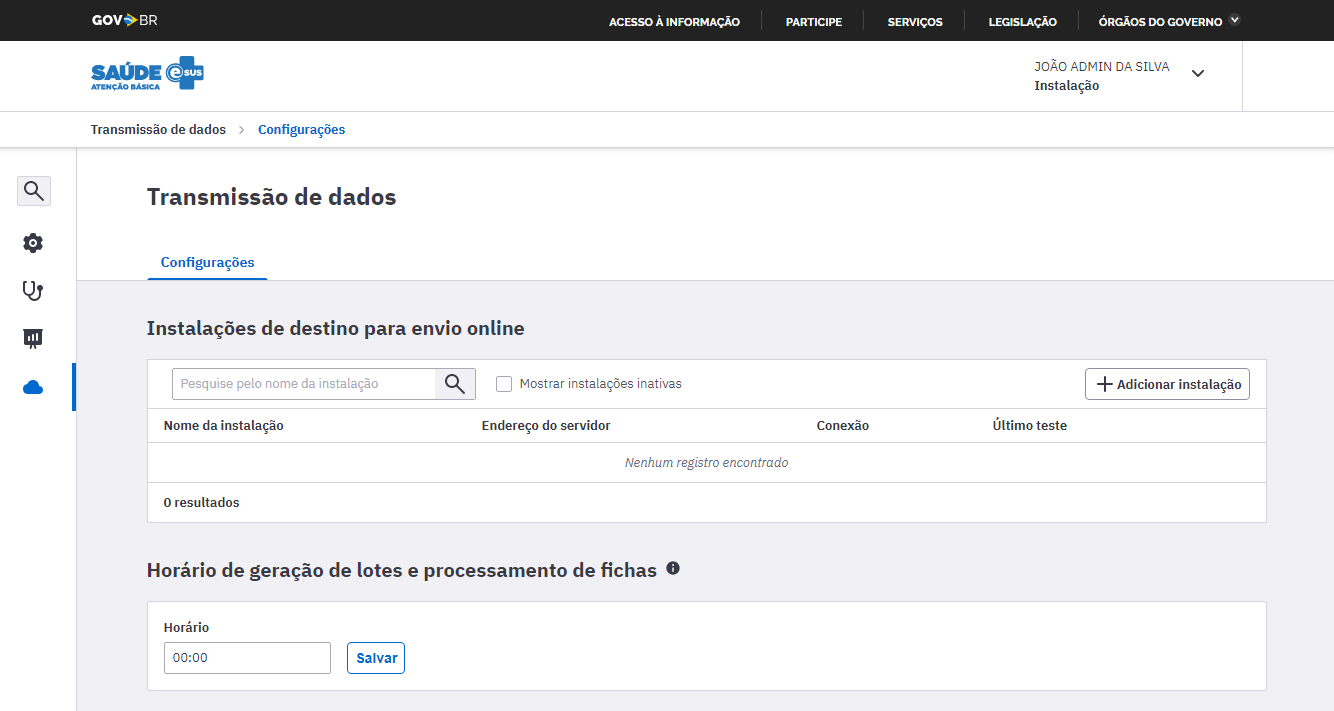 GOV BR
ACESSO À INFORMAÇÃO PARTICIPE SERVIÇOS LEGISLAÇÃO ÓRGÃOS DO GOVERNO
SAÚDE e SUS
ATENÇÃO BÁSICA
JOÃO ADMIN DA SILVA
Instalação
Transmissão de dados Configurações
Transmissão de dados
Configurações
Instalações de destino para envio online
Pesquise pelo nome da instalação Mostrar instalações inativas Adicionar instalação
Nome da instalação Endereço do servidor Conexão Último teste
Nenhum registro encontrado
0 resultados
Horário de geração de lotes e processamento de fichas
Horário
00:00 Salvar